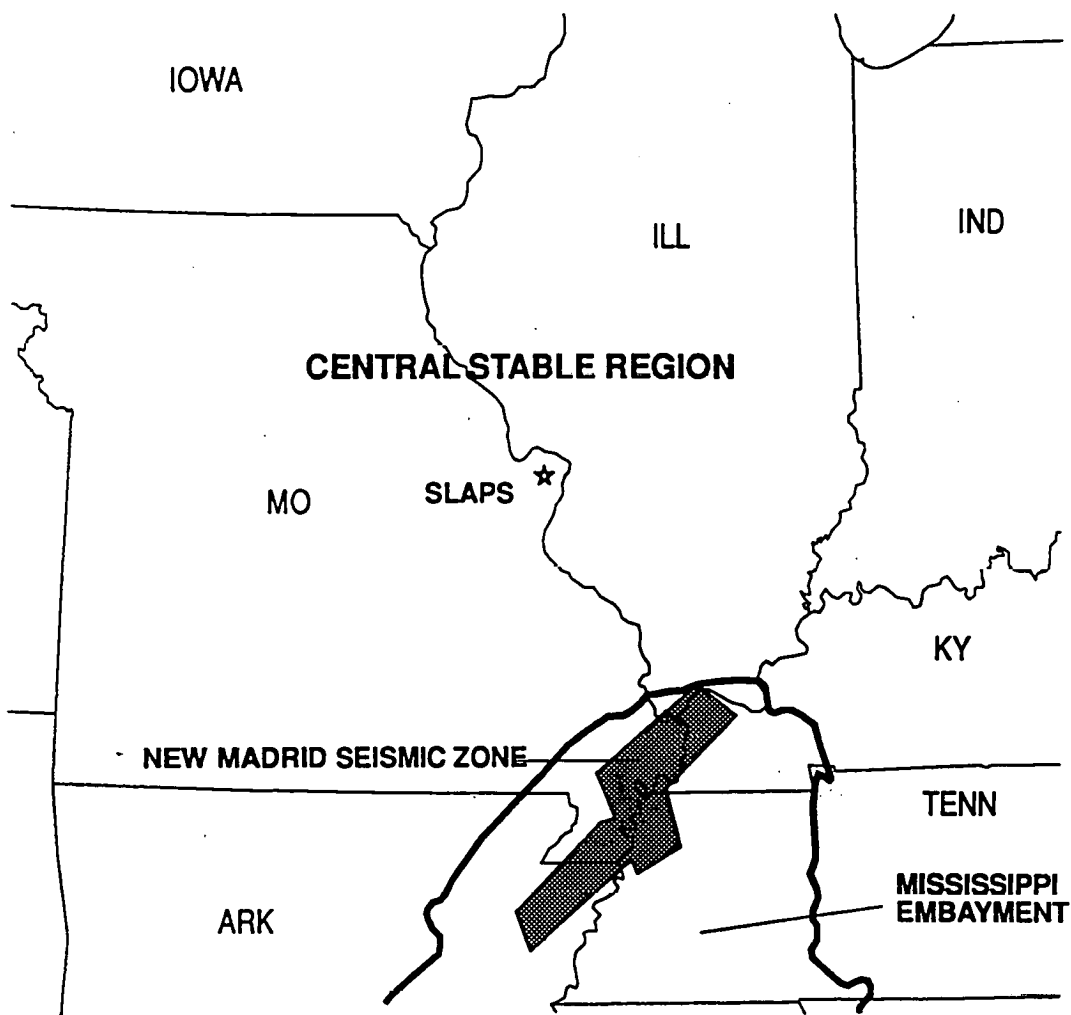 IOWA
ILL
IND
CENTRAL STABLE REGION
MO
SLAPS
KY
NEW MADRID SEISMIC ZONE
TENN
MISSISSIPPI
EMBAYMENT
ARK